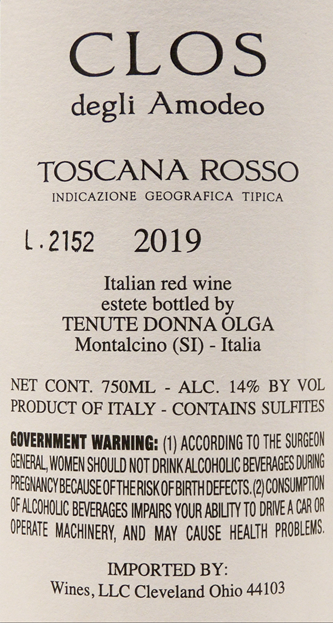 CLOS
degli Amodeo
TOSCANA ROSSO
INDICAZIONE GEOGRAFICA TIPICA
L.2152 2019
Italian red wine
estete bottled by
TENUTE DONNA OLGA
Montalcino (SI) - Italia
NET CONT. 750ML - ALC. 14% BY VOL
PRODUCT OF ITALY - CONTAINS SULFITES
GOVERNMENT WARNING: (1) ACCORDING TO THE SURGEON
GENERAL, WOMEN SHOULD NOT DRINK ALCOHOLIC BEVERAGES DURING
PREGNANCY BECAUSE OF THE RISK OF BIRTH DEFECTS. (2) CONSUMPTION
OF ALCOHOLIC BEVERAGES IMPAIRS YOUR ABILITY TO DRIVE A CAR OR
OPERATE MACHINERY, AND MAY CAUSE HEALTH PROBLEMS.
IMPORTED BY:
Wines, LLC Cleveland Ohio 44103